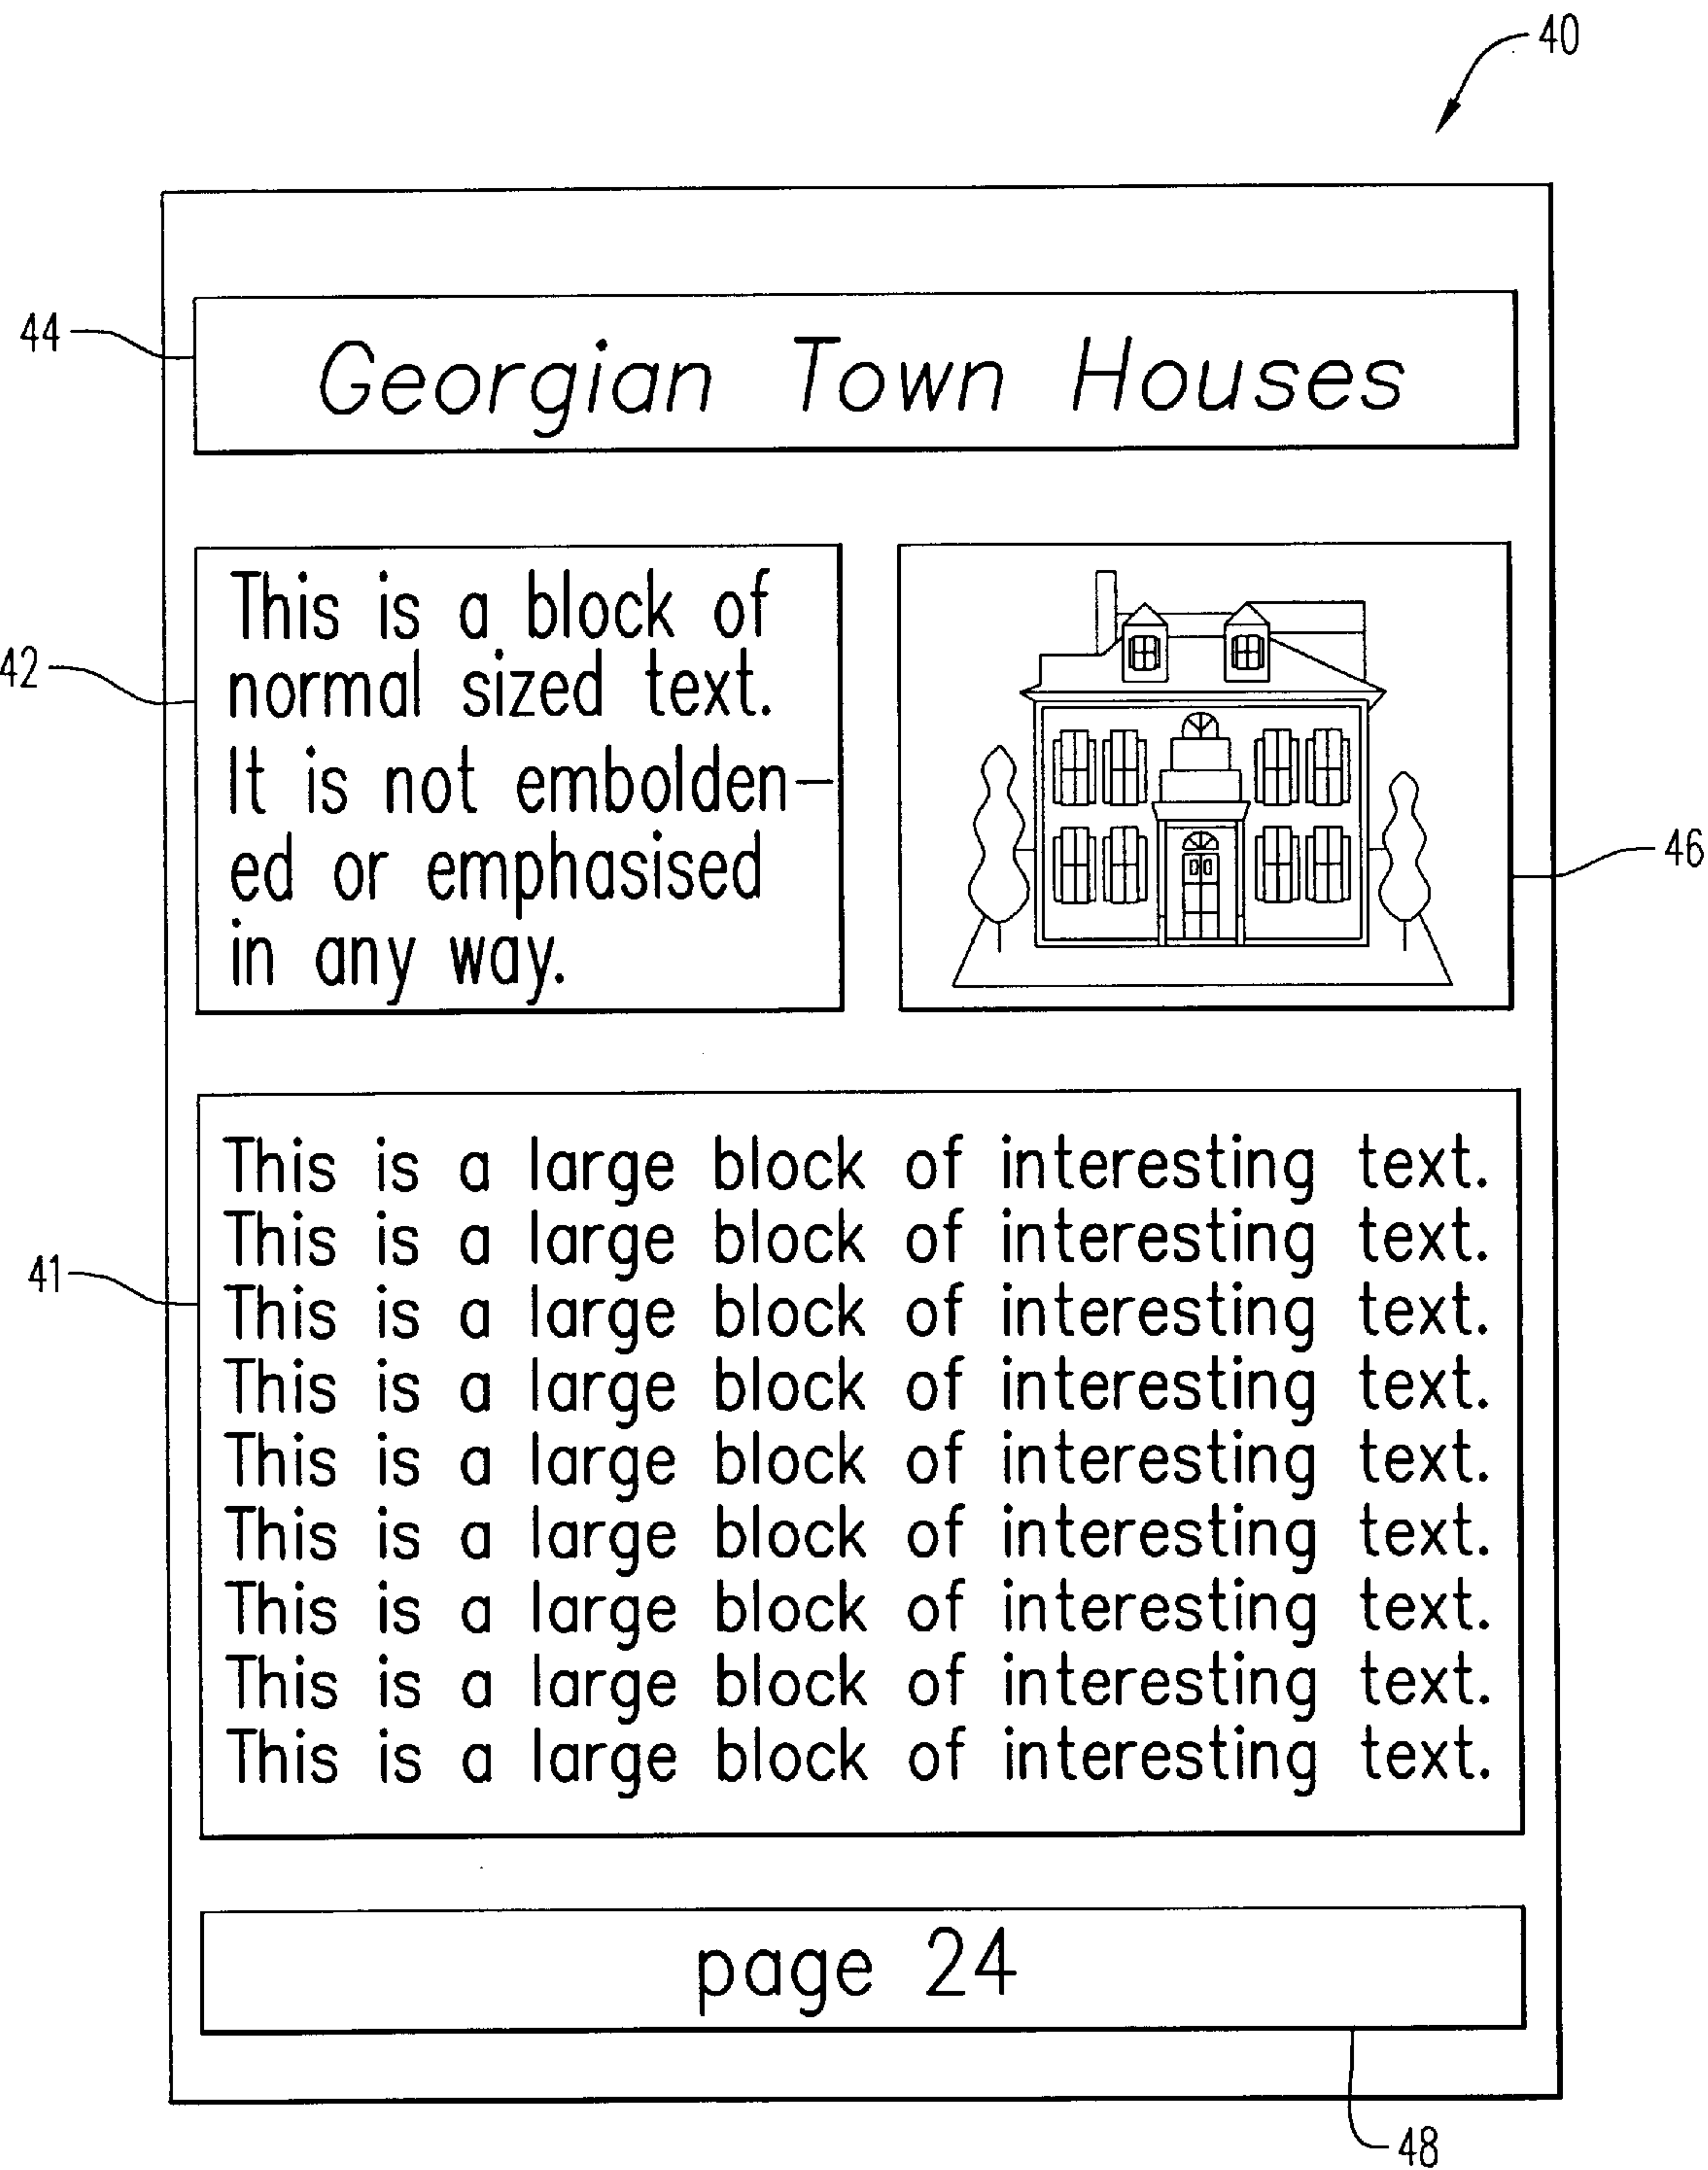 40
44
Georgian Town Houses
42
This is a block of
normal sized text.
It is not embolden-
ed or emphasised
in any way.
46
41
This is a large block of interesting text.
This is a large block of interesting text.
This is a large block of interesting text.
This is a large block of interesting text.
This is a large block of interesting text.
This is a large block of interesting text.
This is a large block of interesting text.
This is a large block of interesting text.
This is a large block of interesting text.
page 24
48